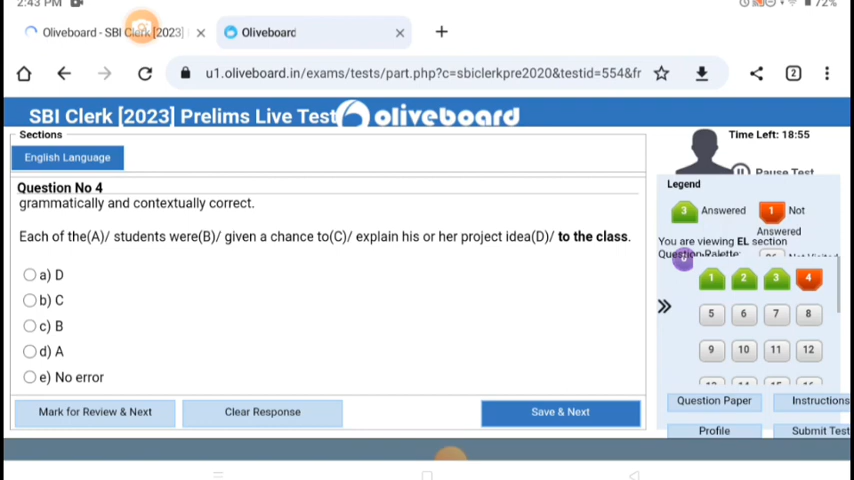 2:43 PM
72%
Oliveboard - SBI Clerk [2023] ×
Oliveboard × +
u1.oliveboard.in/exams/tests/part.php?c=sbiclerkpre2020&testid=554&fr
2
SBI Clerk [2023] Prelims Live Test oliveboard
Sections
English Language
Question No 4
grammatically and contextually correct.
Each of the(A)/ students were(B)/ given a chance to(C)/ explain his or her project idea(D)/ to the class.
a) D
b) C
c) B
d) A
e) No error
Mark for Review & Next
Clear Response
Save & Next
Time Left: 18:55
Pause Test
Legend
3 Answered
1 Not Answered
You are viewing EL section
Question Palette:
Not Visited
1 2 3 4
5 6 7 8
9 10 11 12
Question Paper
Instructions
Profile
Submit Test